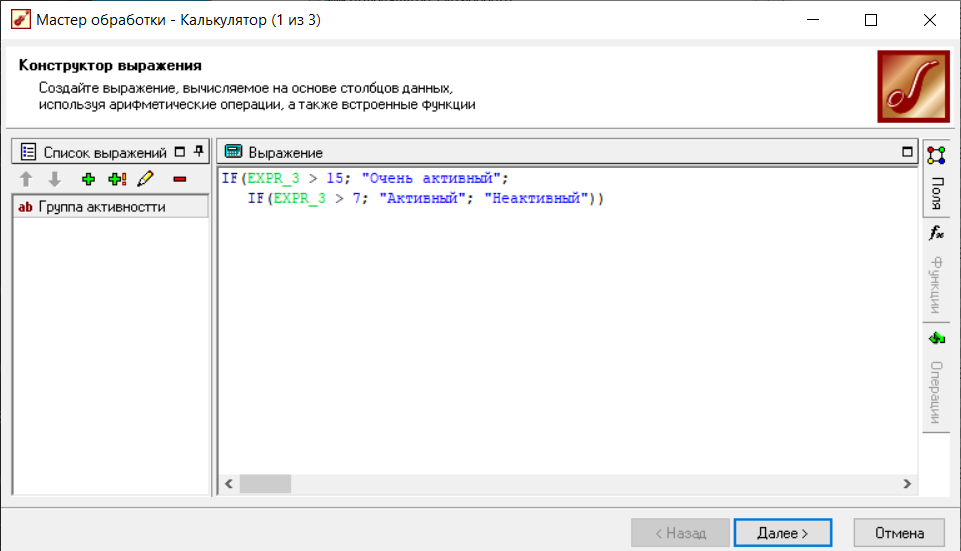 Мастер обработки - Калькулятор (1 из 3)
Конструктор выражения
Создайте выражение, вычисляемое на основе столбцов данных,
используя арифметические операции, а также встроенные функции
Список выражений
ab Группа активностти
Выражение
IF(EXPR_3 > 15; "Очень активный";
IF(EXPR_3 > 7; "Активный"; "Неактивный"))
Поля
fx
Функции
Операции
< Назад
Далее >
Отмена